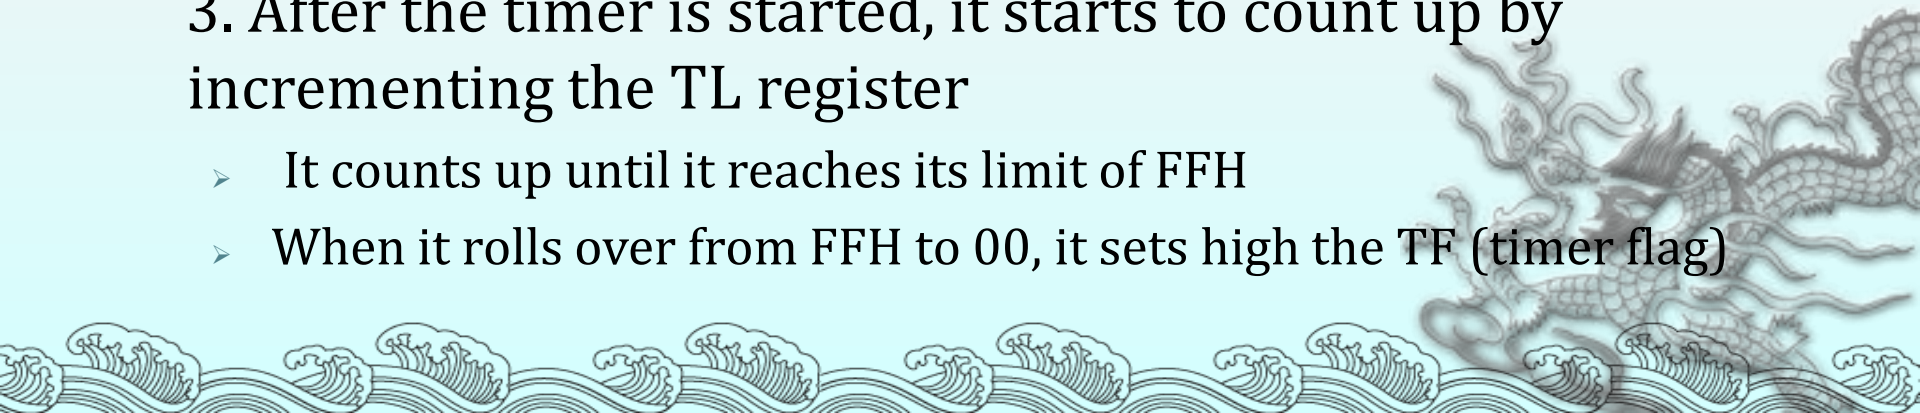 3. After the timer is started, it starts to count up by
incrementing the TL register
➢ It counts up until it reaches its limit of FFH
➢ When it rolls over from FFH to 00, it sets high the TF (timer flag)